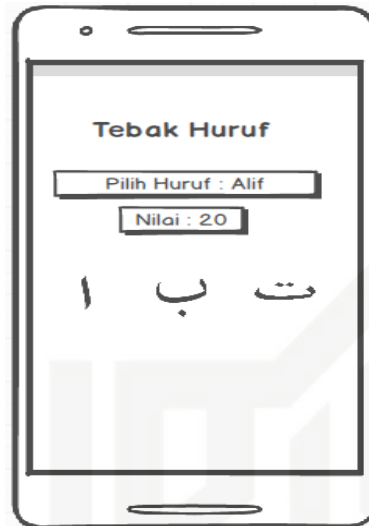 Tebak Huruf
Pilih Huruf : Alif
Nilai : 20
ا ب ت